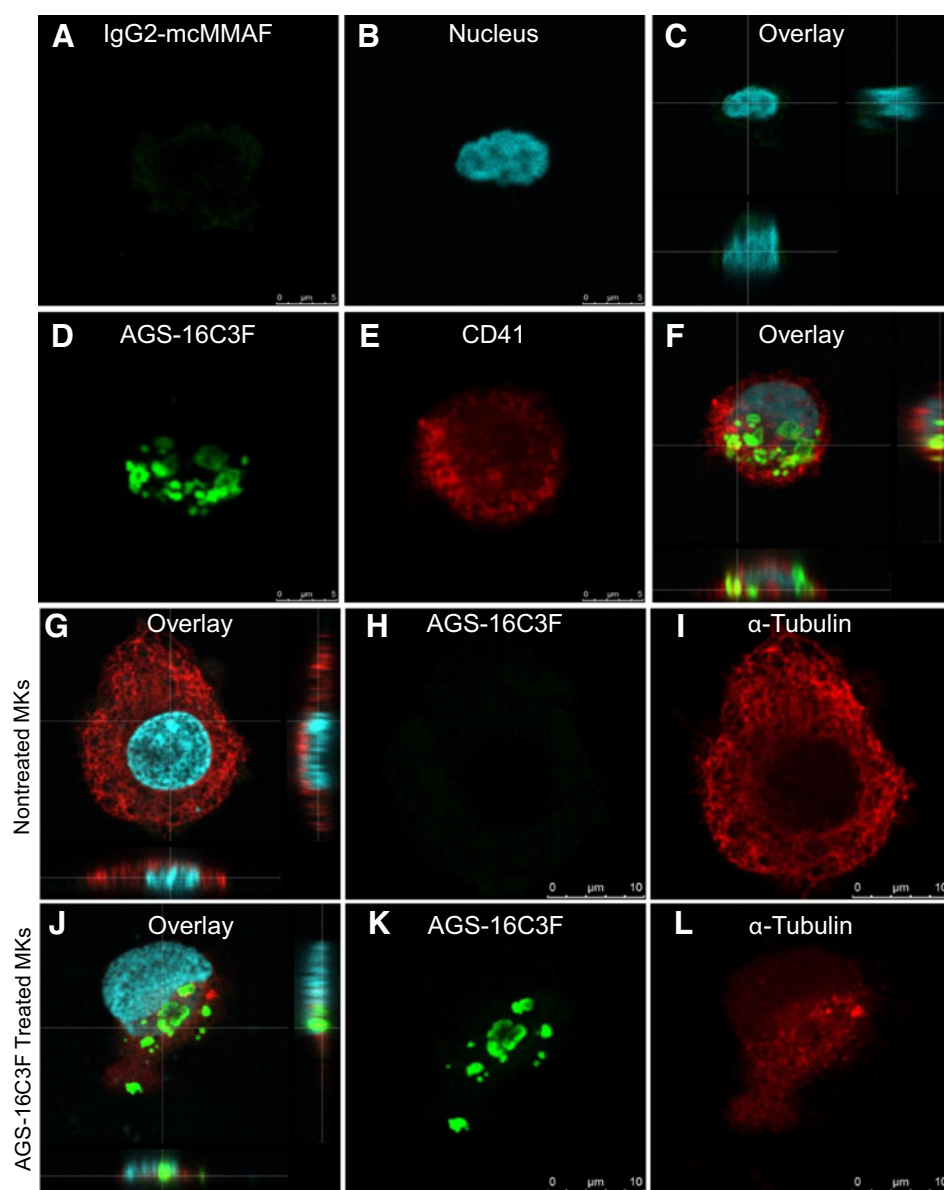 A IgG2-mcMMAF
B Nucleus
C Overlay
0 µm 5
0 µm 5
D AGS-16C3F
E CD41
F Overlay
0 µm 5
0 µm 5
Nontreated MKs
G Overlay
H AGS-16C3F
I α-Tubulin
0 µm 10
0 µm 10
AGS-16C3F Treated MKs
J Overlay
K AGS-16C3F
L α-Tubulin
0 µm 10
0 µm 10